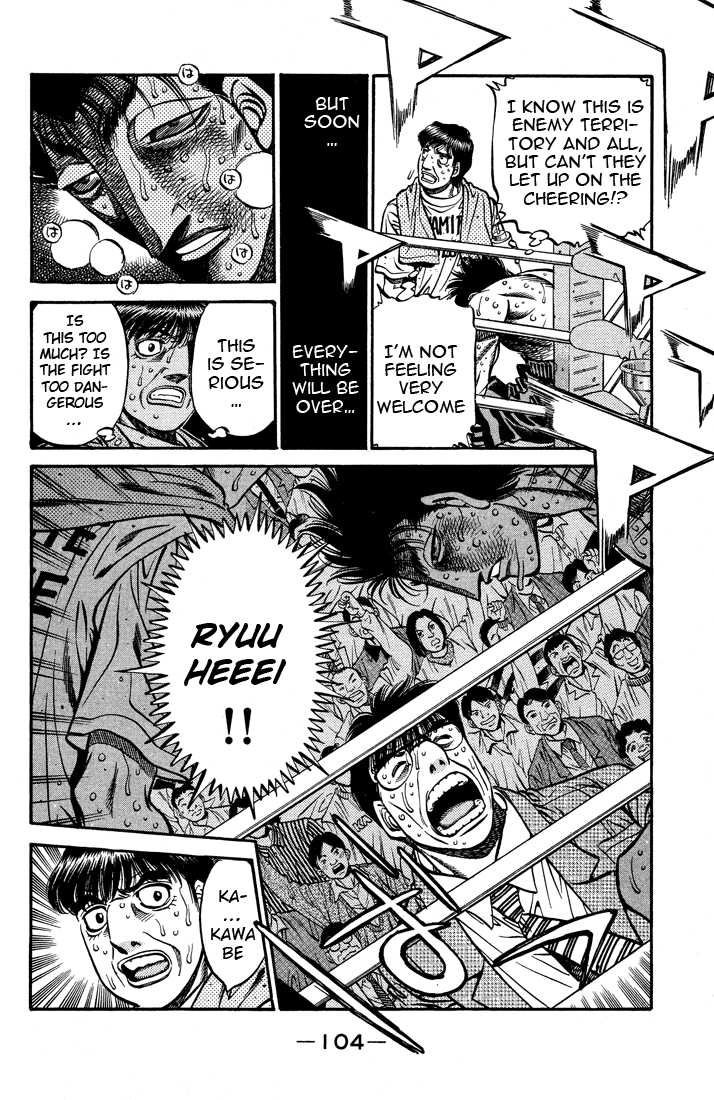 I KNOW THIS IS
ENEMY TERRI-
TORY AND ALL,
BUT CAN'T THEY
LET UP ON THE
CHEERING!?
I'M NOT
FEELING
VERY
WELCOME
BUT
SOON
...
EVERY-
THING
WILL BE
OVER...
は
は
は
は
THIS
IS SE-
RIOUS
...
IS
THIS TOO
MUCH? IS
THE FIGHT
TOO DAN-
GEROUS
...
RYUU
HEEEI
!!
KA-
...
KAWA
BE
—104—